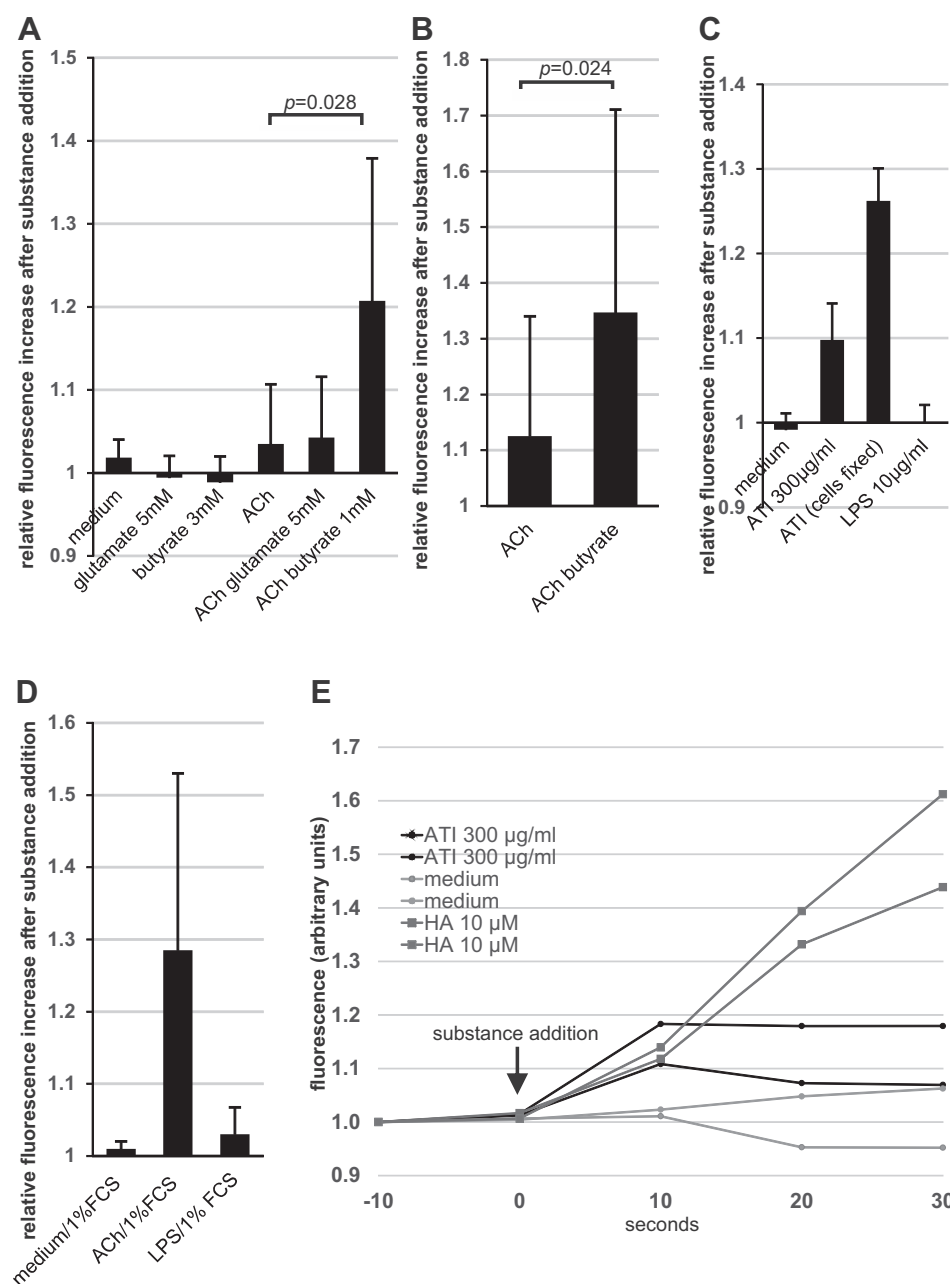 A
relative fluorescence increase after substance addition
1.5
1.4
1.3
1.2
1.1
1
0.9
p=0.028
medium
glutamate 5mM
butyrate 3mM
ACh
ACh glutamate 5mM
ACh butyrate 1mM
B
relative fluorescence increase after substance addition
1.8
1.7
1.6
1.5
1.4
1.3
1.2
1.1
1
p=0.024
ACh
ACh butyrate
C
relative fluorescence increase after substance addition
1.4
1.3
1.2
1.1
1
0.9
medium
ATI 300µg/ml
ATI (cells fixed)
LPS 10µg/ml
D
relative fluorescence increase after substance addition
1.6
1.5
1.4
1.3
1.2
1.1
1
medium/1%FCS
ACh/1%FCS
LPS/1% FCS
E
fluorescence (arbitrary units)
1.7
1.6
1.5
1.4
1.3
1.2
1.1
1.0
0.9
ATI 300 µg/ml
ATI 300 µg/ml
medium
medium
HA 10 µM
HA 10 µM
substance addition
-10
0
10
20
30
seconds